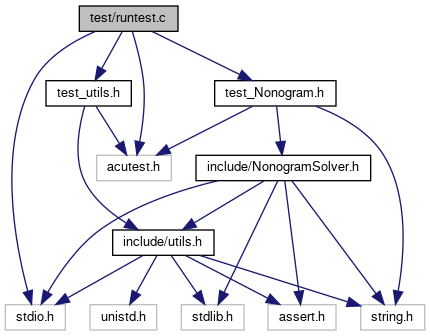 test/runtest.c
test_utils.h
test_Nonogram.h
acutest.h
include/NonogramSolver.h
include/utils.h
stdio.h
unistd.h
stdlib.h
assert.h
string.h